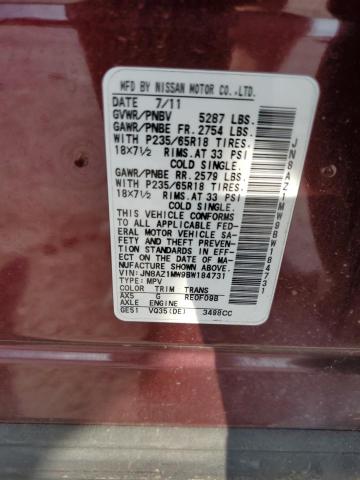 MFD BY NISSAN MOTOR CO.,LTD.
DATE 7/11
GVWR/PNBV 5287 LBS.
GAWR/PNBE FR. 2754 LBS.
WITH P235/65R18 TIRES.
18X7½ RIMS.AT 33 PSI
COLD SINGLE.
GAWR/PNBE RR. 2579 LBS.
WITH P235/65R18 TIRES.
18X7½ RIMS.AT 33 PSI
COLD SINGLE.
THIS VEHICLE CONFORMS
TO ALL APPLICABLE FED-
ERAL MOTOR VEHICLE
SAFETY AND THEFT PREV-
ENTION STANDARDS IN EFF-
ECT ON THE DATE OF MA-
NUFACTURE SHOWN ABOVE.
VIN:JN8AZ1MW9BW184731
TYPE:MPV
COLOR TRIM TRANS
AX5 G RE0F09B
AXLE ENGINE
GE51 VQ35(DE) 3498CC
JN8AZ1MW9BW184731